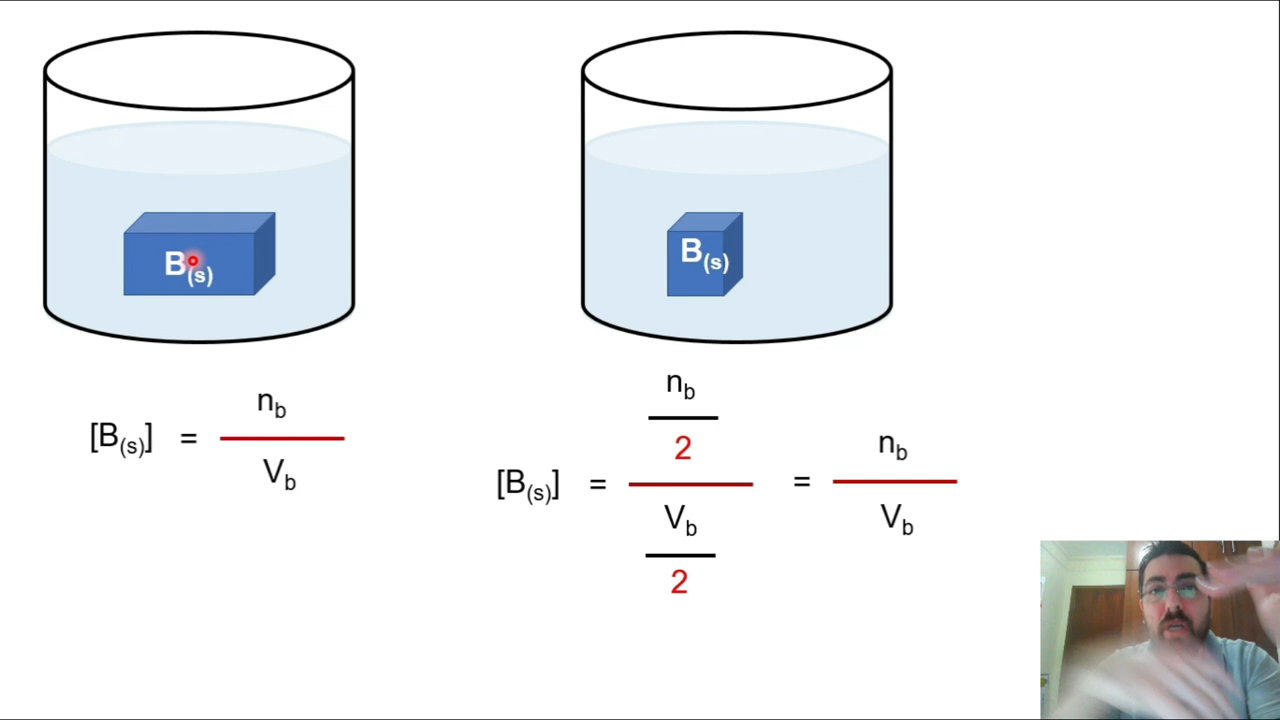 B(s)
B(s)
[B(s)] = nb / Vb
[B(s)] = nb / 2 / Vb / 2 = nb / Vb